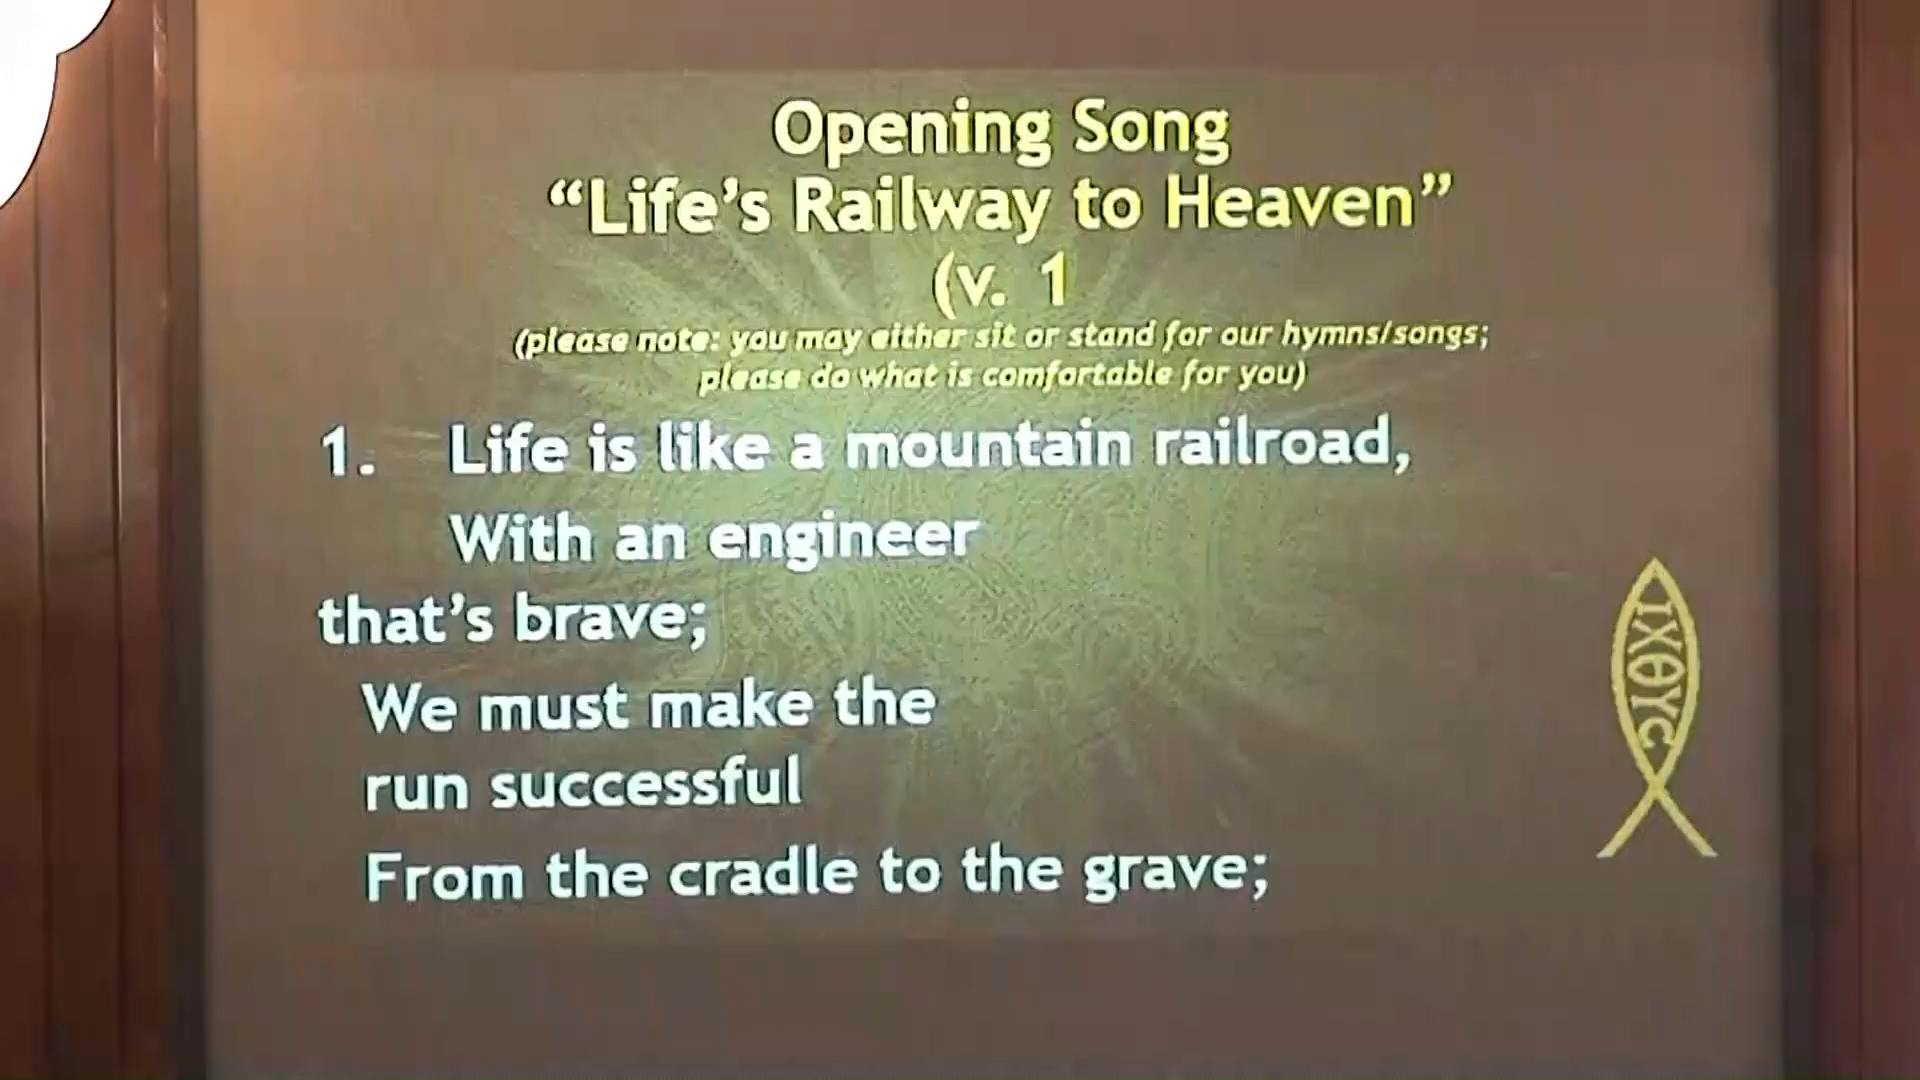 Opening Song
“Life’s Railway to Heaven”
(v. 1
(please note: you may either sit or stand for our hymns/songs;
please do what is comfortable for you)
1. Life is like a mountain railroad,
With an engineer
that’s brave;
We must make the
run successful
From the cradle to the grave;
ΙΧΘΥϹ